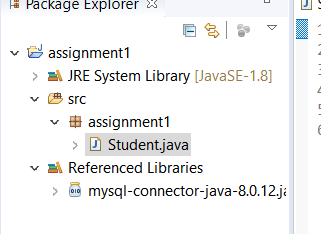 Package Explorer
assignment1
JRE System Library [JavaSE-1.8]
src
assignment1
Student.java
Referenced Libraries
mysql-connector-java-8.0.12.ja